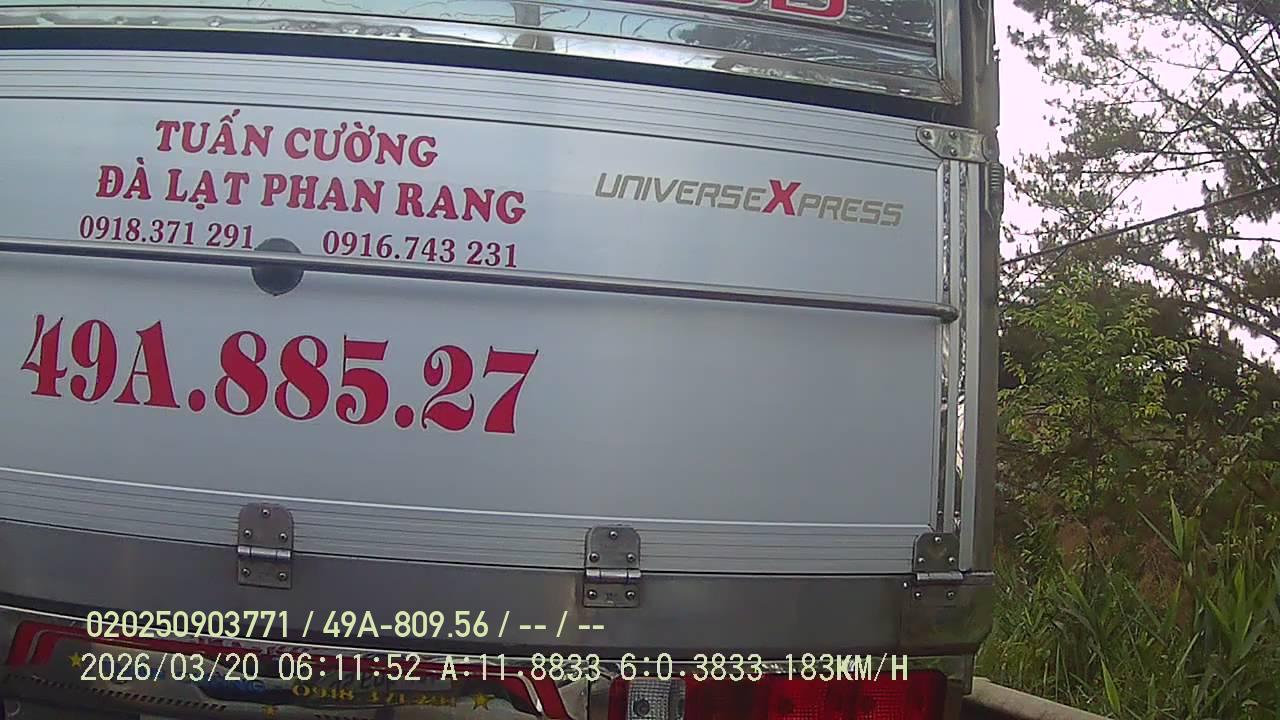 TUẤN CƯỜNG
ĐÀ LẠT PHAN RANG
0918.371 291 0916.743 231
UNIVERSEXPRESS
49A.885.27
020250903771 / 49A-809.56 / -- / --
2026/03/20 06:11:52 A:11.8833 6:0.3833 183KM/H